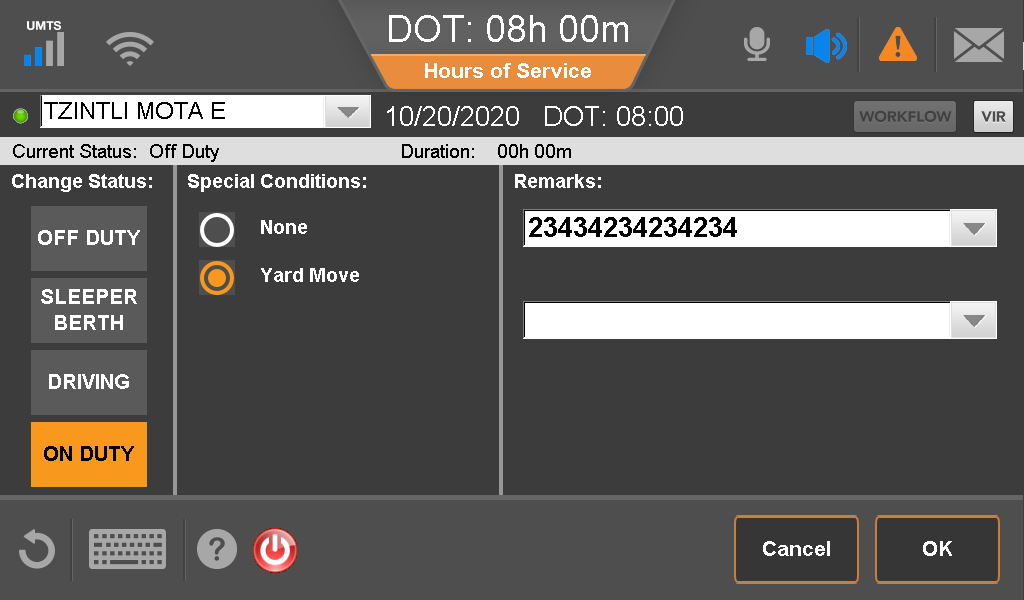 UMTS
DOT: 08h 00m
Hours of Service
TZINTLI MOTA E
10/20/2020 DOT: 08:00
WORKFLOW
VIR
Current Status: Off Duty Duration: 00h 00m
Change Status:
OFF DUTY
SLEEPER
BERTH
DRIVING
ON DUTY
Special Conditions:
None
Yard Move
Remarks:
23434234234234
?
Cancel
OK